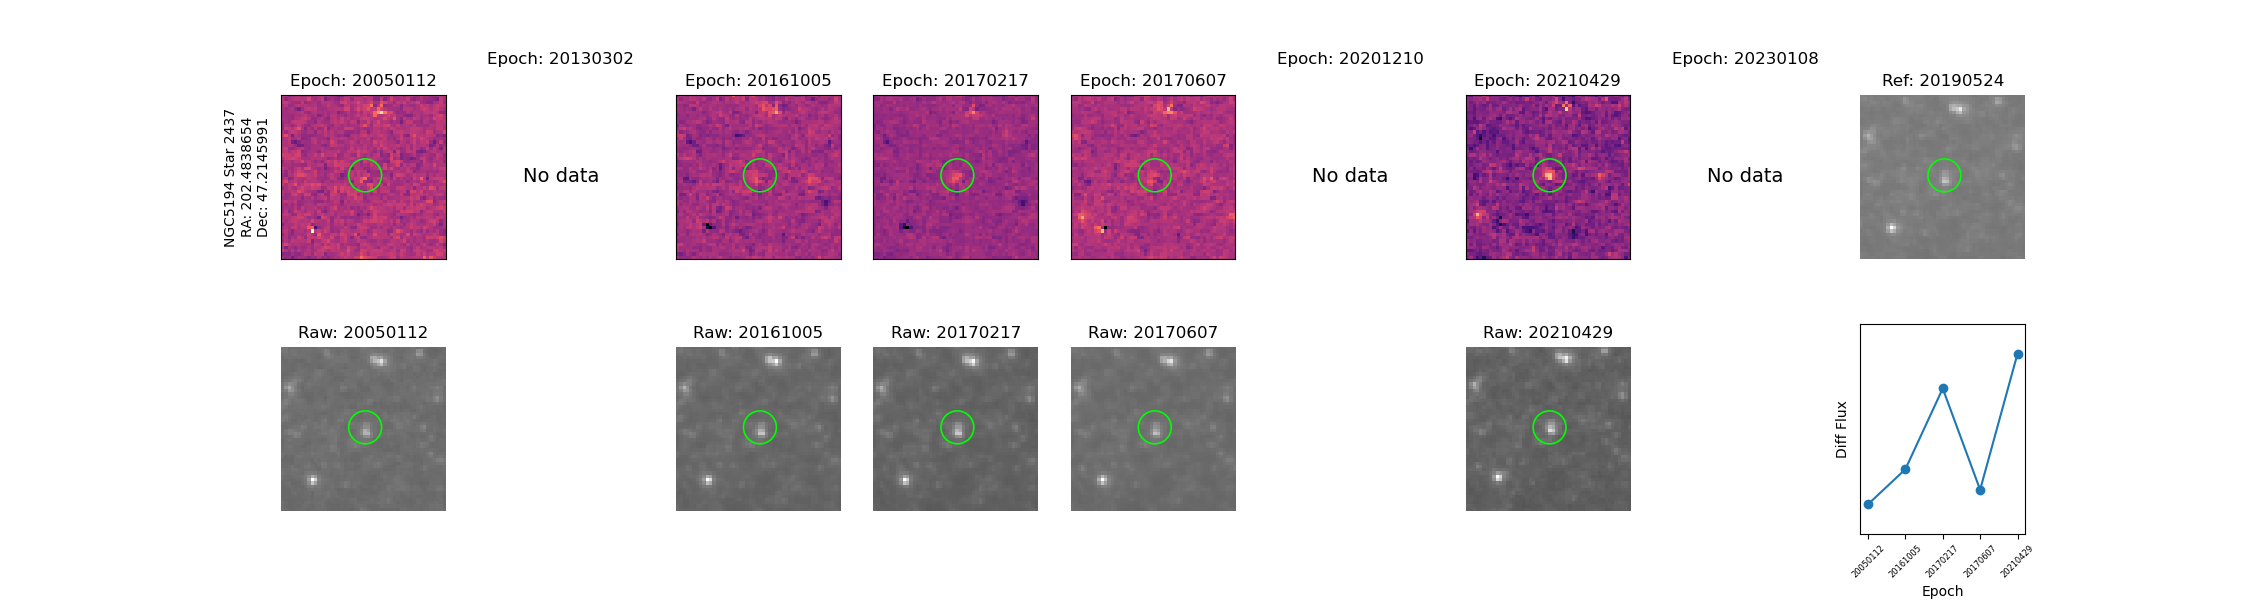 NGC5194 Star 2437
RA: 202.4838654
Dec: 47.2145991
Epoch: 20050112
Epoch: 20130302
No data
Epoch: 20161005
Epoch: 20170217
Epoch: 20170607
Epoch: 20201210
No data
Epoch: 20210429
Epoch: 20230108
No data
Ref: 20190524
Raw: 20050112
Raw: 20161005
Raw: 20170217
Raw: 20170607
Raw: 20210429
Diff Flux
20050112
20161005
20170217
20170607
20210429
Epoch